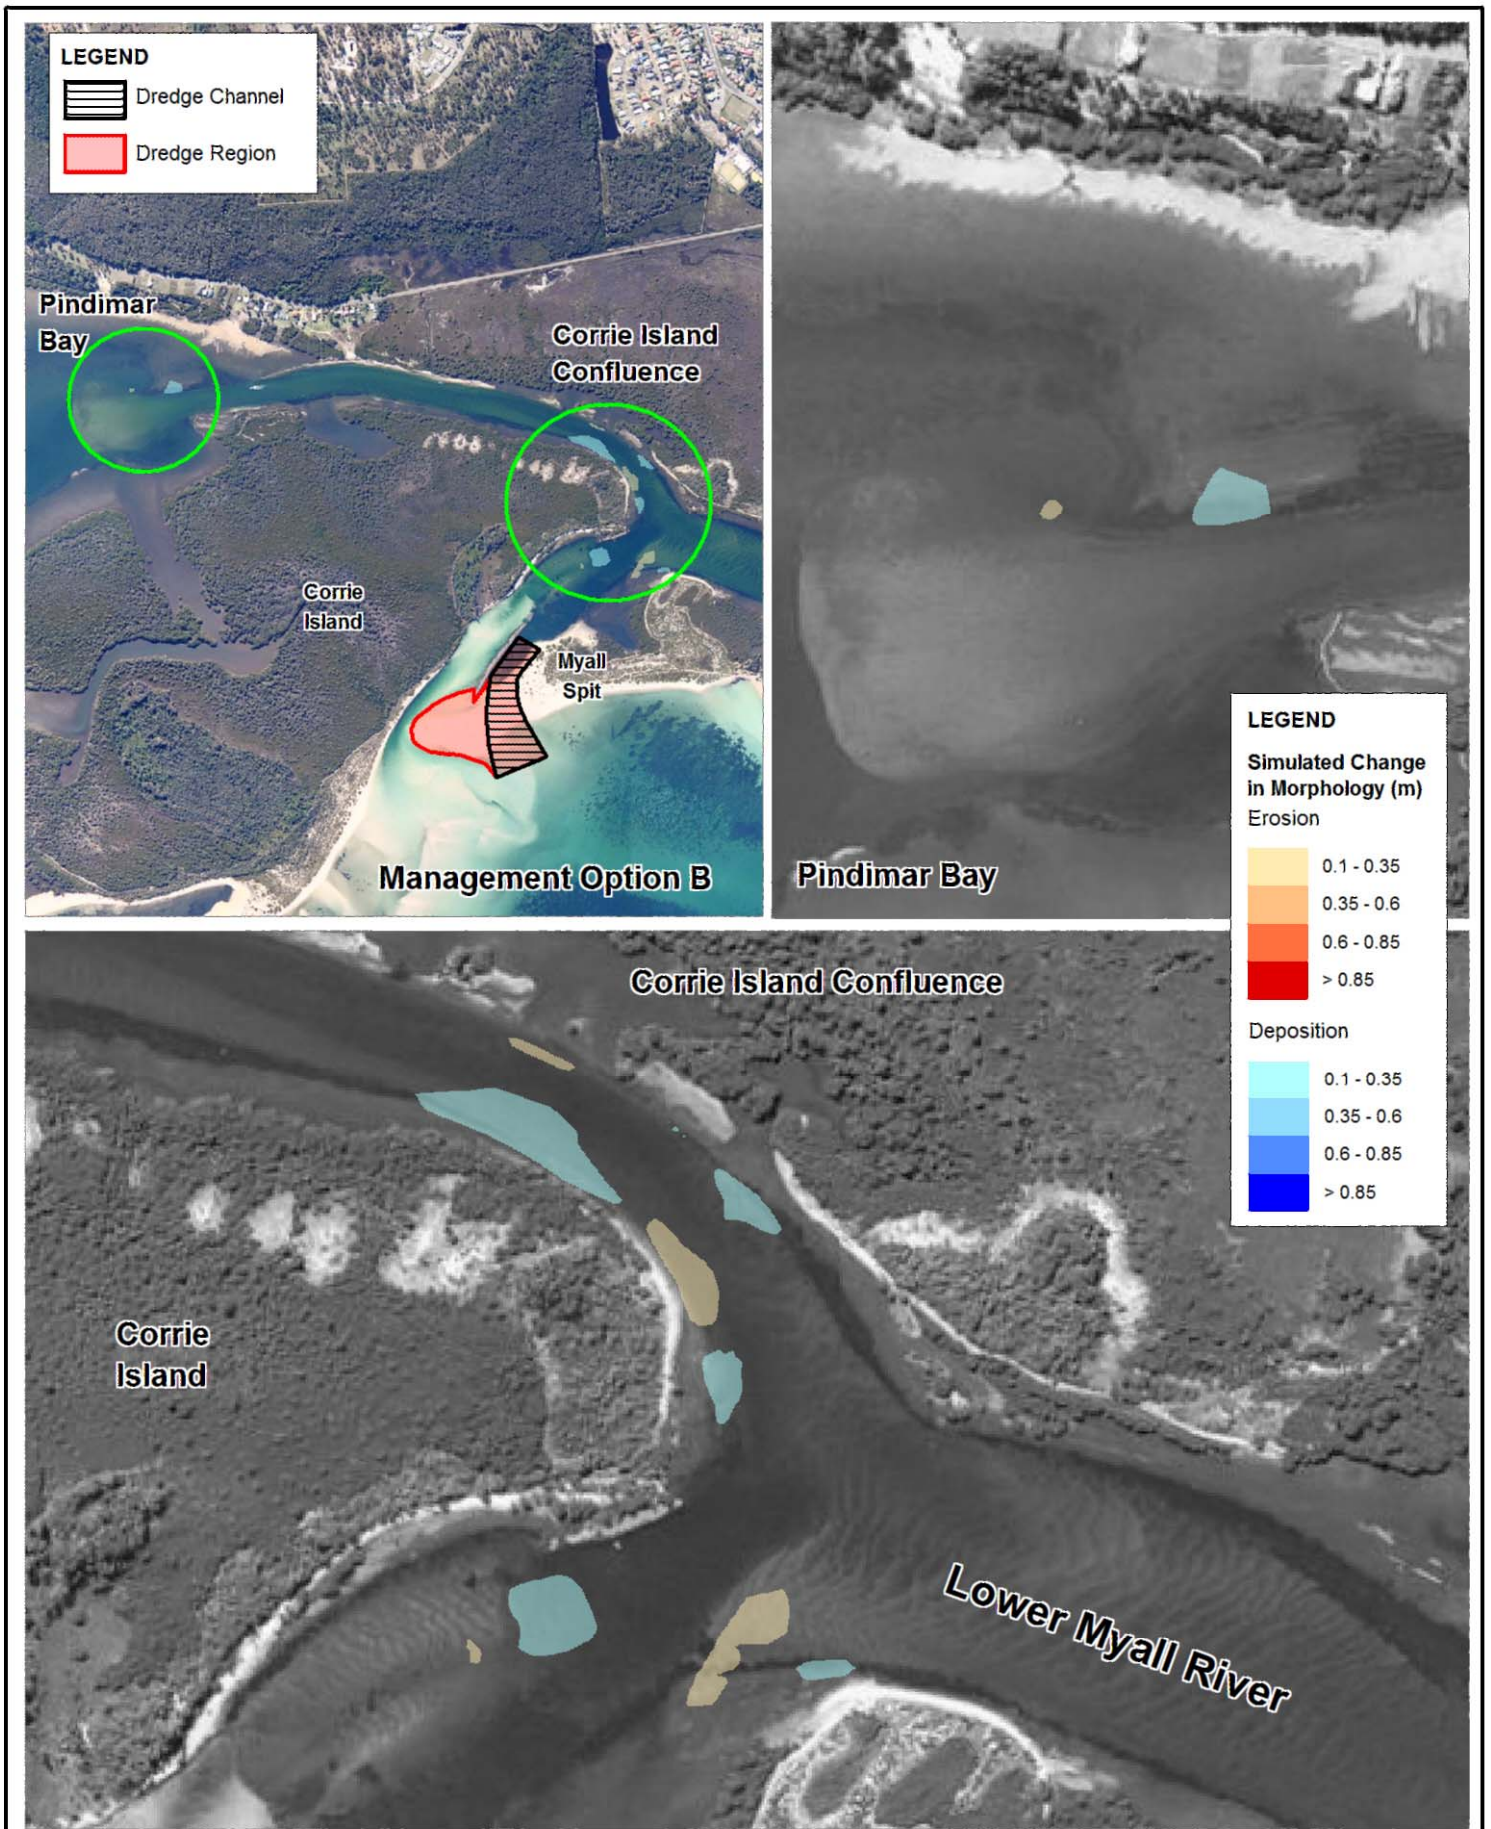 LEGEND
Dredge Channel
Dredge Region
Pindimar
Bay
Corrie Island
Confluence
Corrie
Island
Myall
Spit
Management Option B
Pindimar Bay
LEGEND
Simulated Change
in Morphology (m)
Erosion
0.1 - 0.35
0.35 - 0.6
0.6 - 0.85
> 0.85
Deposition
0.1 - 0.35
0.35 - 0.6
0.6 - 0.85
> 0.85
Corrie Island Confluence
Corrie
Island
Lower Myall River